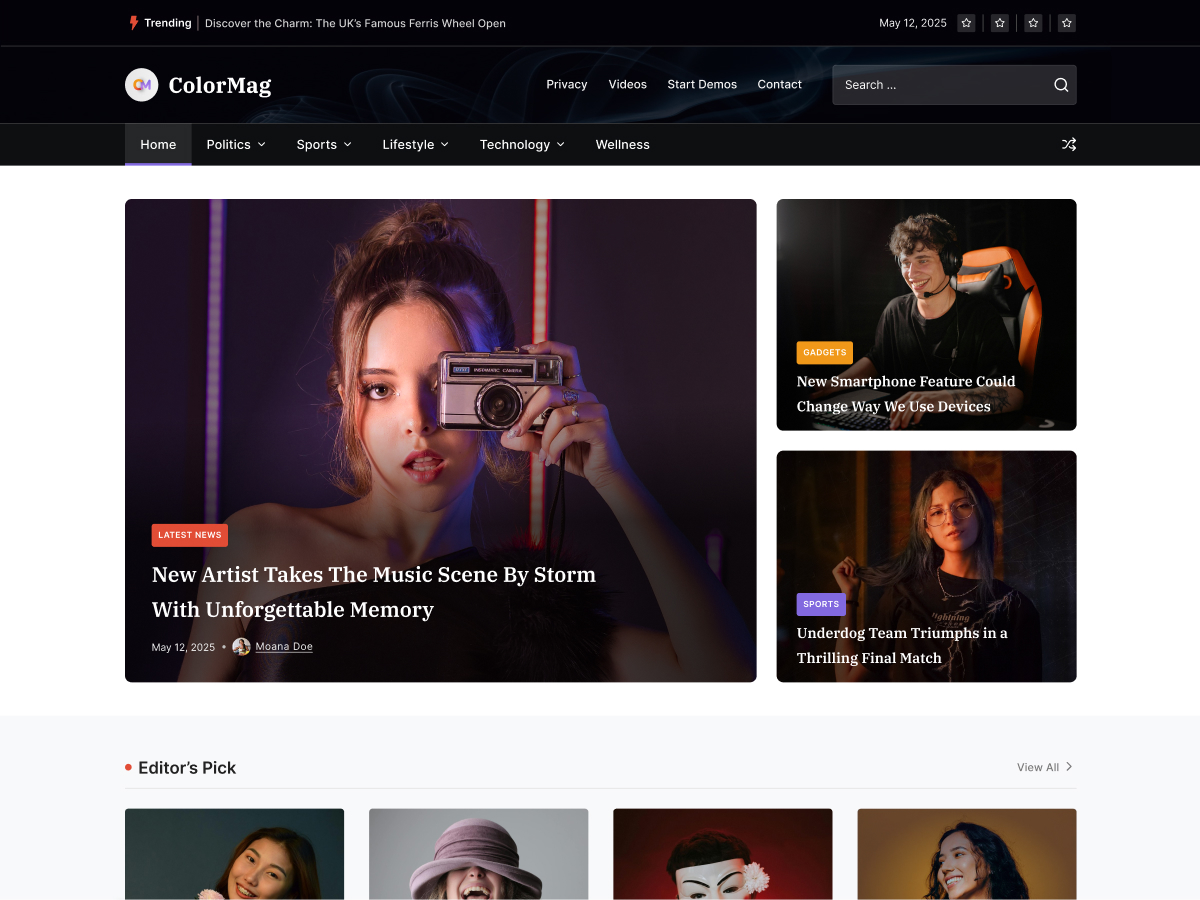 Trending
Discover the Charm: The UK's Famous Ferris Wheel Open
May 12, 2025
CM
ColorMag
Privacy
Videos
Start Demos
Contact
Search ...
Home
Politics
Sports
Lifestyle
Technology
Wellness
INSTAMATIC CAMERA
LATEST NEWS
New Artist Takes The Music Scene By Storm
With Unforgettable Memory
May 12, 2025 • Moana Doe
GADGETS
New Smartphone Feature Could
Change Way We Use Devices
lightning
SPORTS
Underdog Team Triumphs in a
Thrilling Final Match
Editor’s Pick
View All